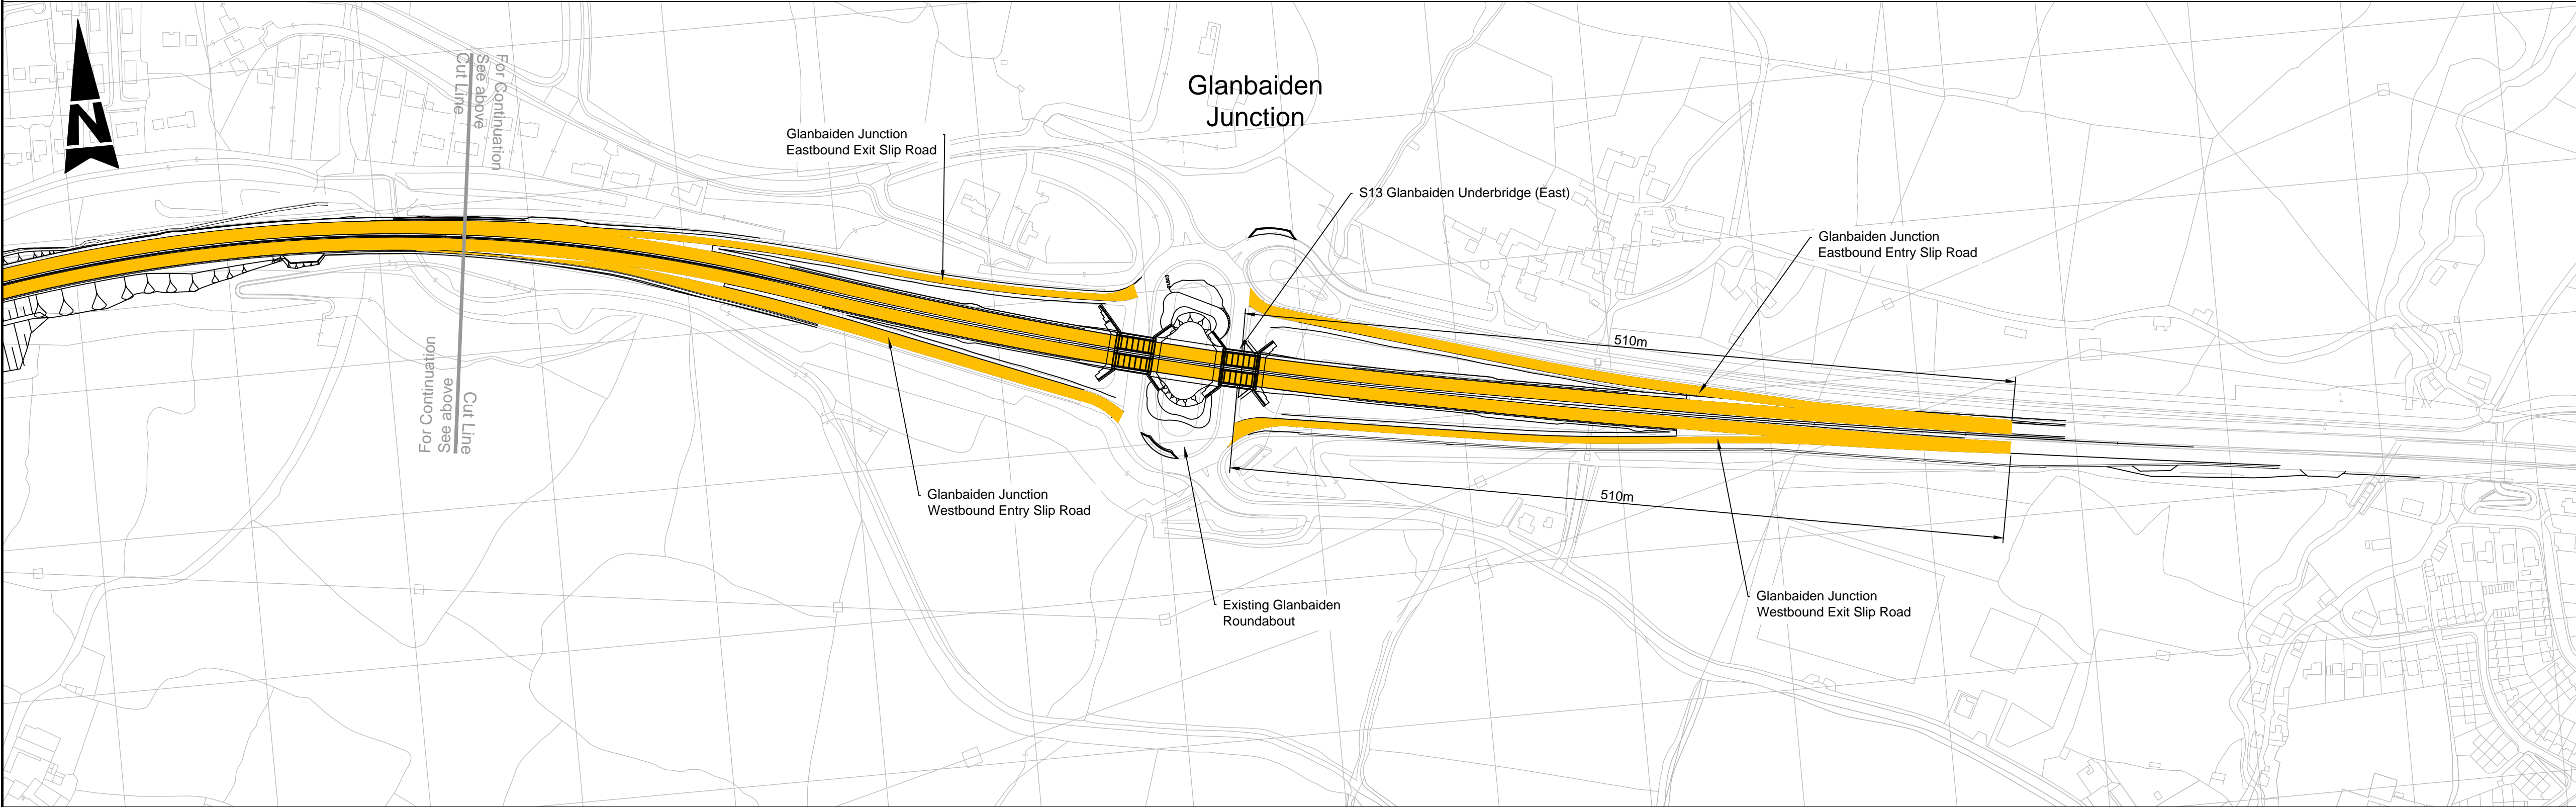 N
For Continuation
See above
Cut Line
Glanbaiden
Junction
Glanbaiden Junction
Eastbound Exit Slip Road
S13 Glanbaiden Underbridge (East)
Glanbaiden Junction
Eastbound Entry Slip Road
510m
For Continuation
See above
Cut Line
Glanbaiden Junction
Westbound Entry Slip Road
510m
Existing Glanbaiden
Roundabout
Glanbaiden Junction
Westbound Exit Slip Road